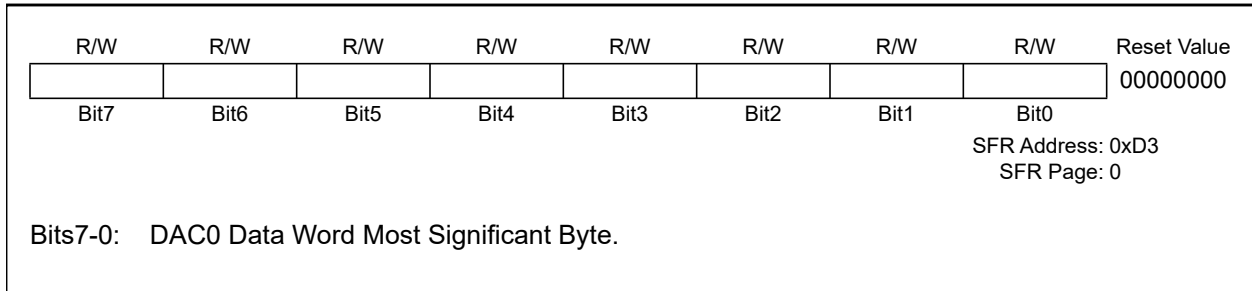 R/W R/W R/W R/W R/W R/W R/W R/W Reset Value
00000000
Bit7 Bit6 Bit5 Bit4 Bit3 Bit2 Bit1 Bit0
SFR Address: 0xD3
SFR Page: 0
Bits7-0: DAC0 Data Word Most Significant Byte.